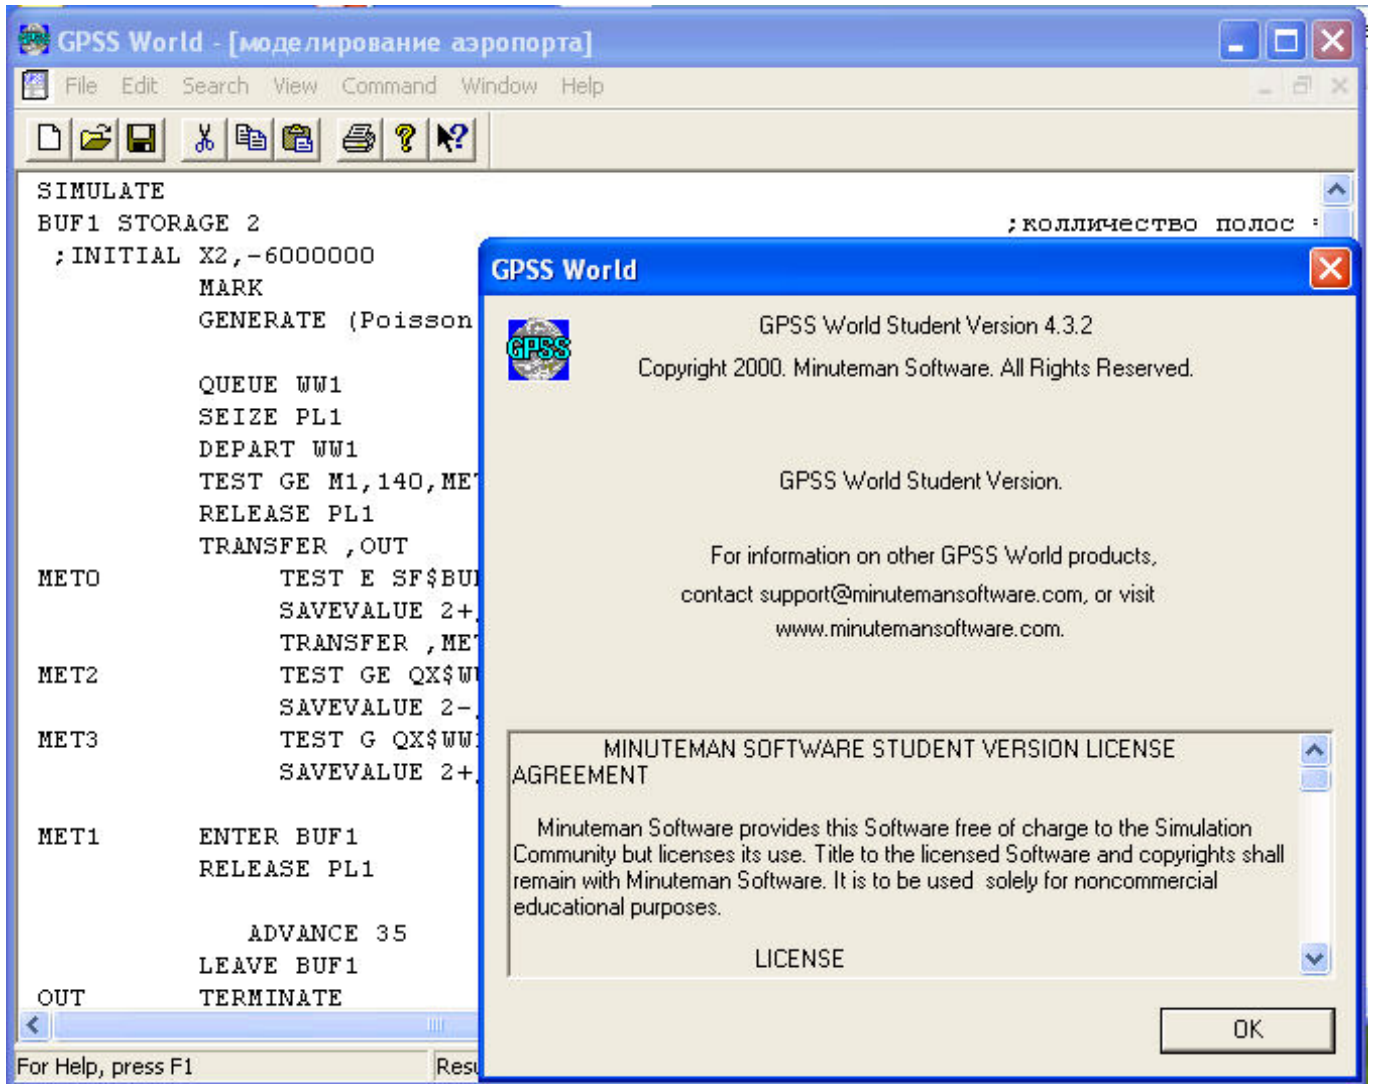 GPSS World - [моделирование аэропорта]
File Edit Search View Command Window Help
SIMULATE
BUF1 STORAGE 2 ;колличество полос
;INITIAL X2,-6000000
MARK
GENERATE (Poisson
QUEUE WW1
SEIZE PL1
DEPART WW1
TEST GE M1,140,MET
RELEASE PL1
TRANSFER ,OUT
MET0 TEST E SF$BUF
SAVEVALUE 2+,
TRANSFER ,MET
MET2 TEST GE QX$WW
SAVEVALUE 2-,
MET3 TEST G QX$WW1
SAVEVALUE 2+,
MET1 ENTER BUF1
RELEASE PL1
ADVANCE 35
LEAVE BUF1
OUT TERMINATE
For Help, press F1
GPSS World
GPSS
GPSS World Student Version 4.3.2
Copyright 2000. Minuteman Software. All Rights Reserved.
GPSS World Student Version.
For information on other GPSS World products,
contact support@minutemansoftware.com, or visit
www.minutemansoftware.com.
MINUTEMAN SOFTWARE STUDENT VERSION LICENSE
AGREEMENT
Minuteman Software provides this Software free of charge to the Simulation
Community but licenses its use. Title to the licensed Software and copyrights shall
remain with Minuteman Software. It is to be used solely for noncommercial
educational purposes.
LICENSE
OK